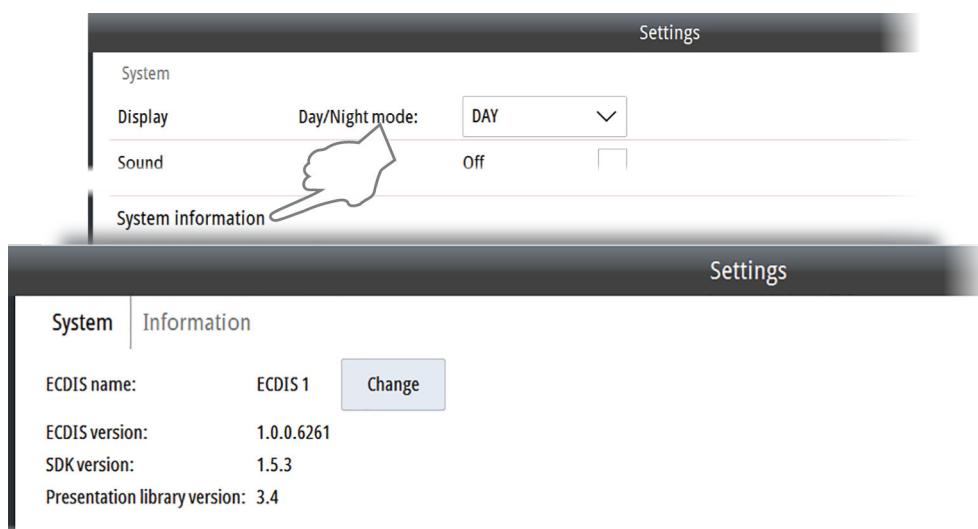 Settings
System
Display Day/Night mode: DAY
Sound Off
System information
Settings
System Information
ECDIS name: ECDIS 1 Change
ECDIS version: 1.0.0.6261
SDK version: 1.5.3
Presentation library version: 3.4